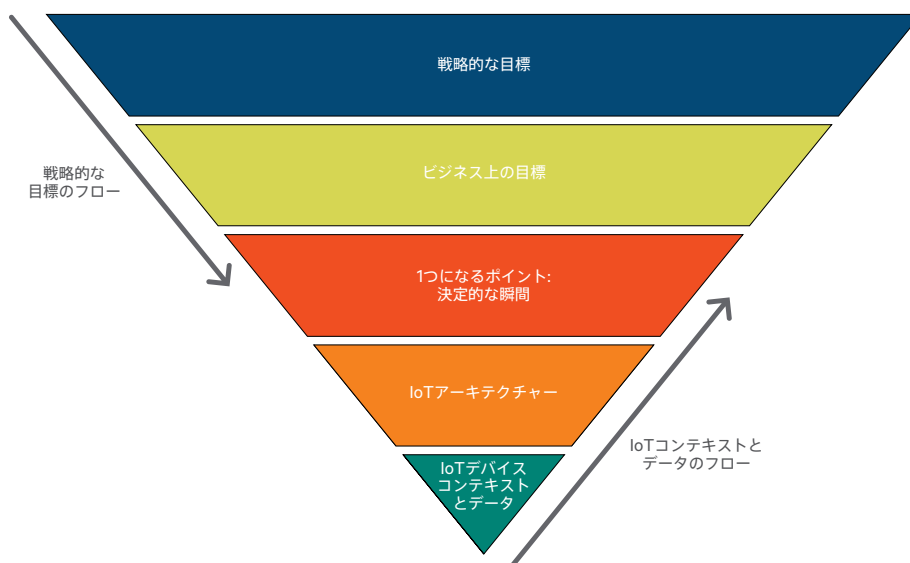 戦略的な目標
戦略的な
目標のフロー
ビジネス上の目標
1つになるポイント:
決定的な瞬間
IoTアーキテクチャー
IoTコンテキストと
データのフロー
IoTデバイス
コンテキスト
とデータ